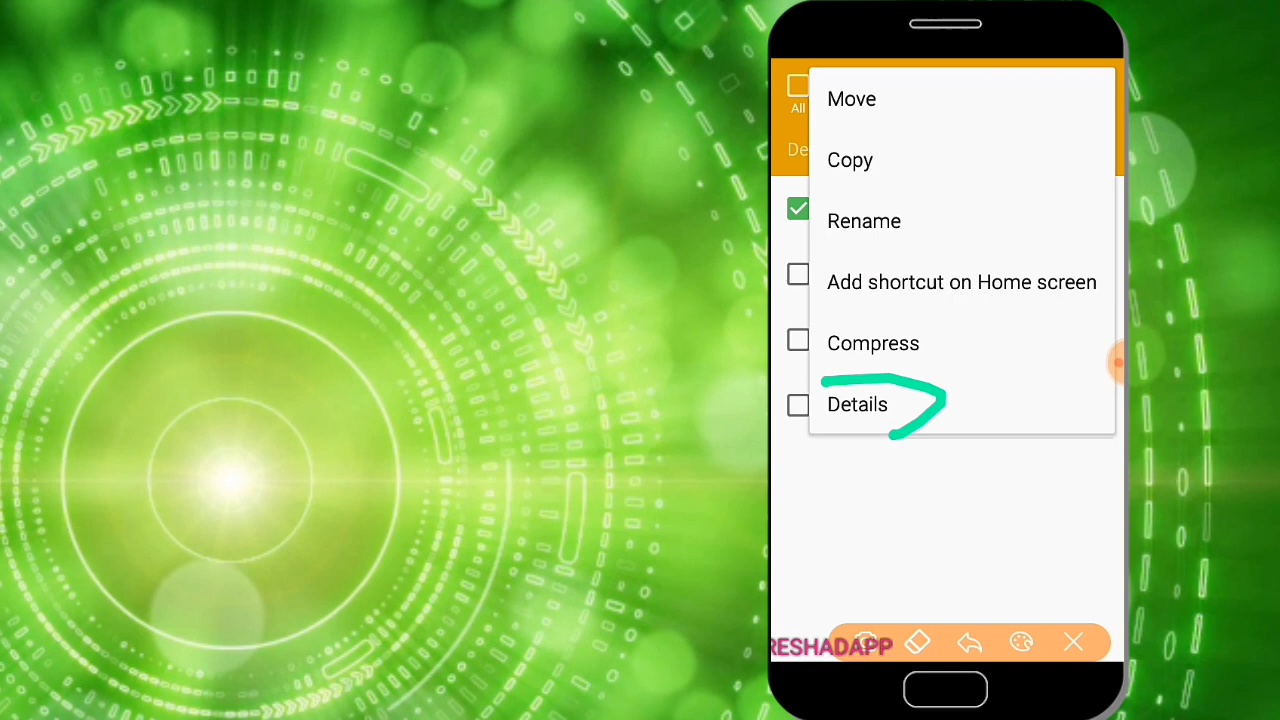 All
De
Move
Copy
Rename
Add shortcut on Home screen
Compress
Details
RESHADAPP